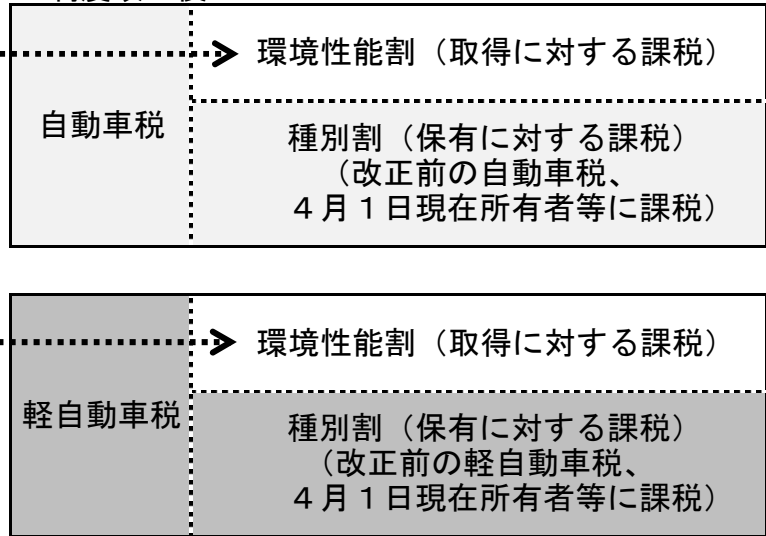 自動車税
環境性能割（取得に対する課税）
種別割（保有に対する課税）
（改正前の自動車税、
４月１日現在所有者等に課税）
軽自動車税
環境性能割（取得に対する課税）
種別割（保有に対する課税）
（改正前の軽自動車税、
４月１日現在所有者等に課税）